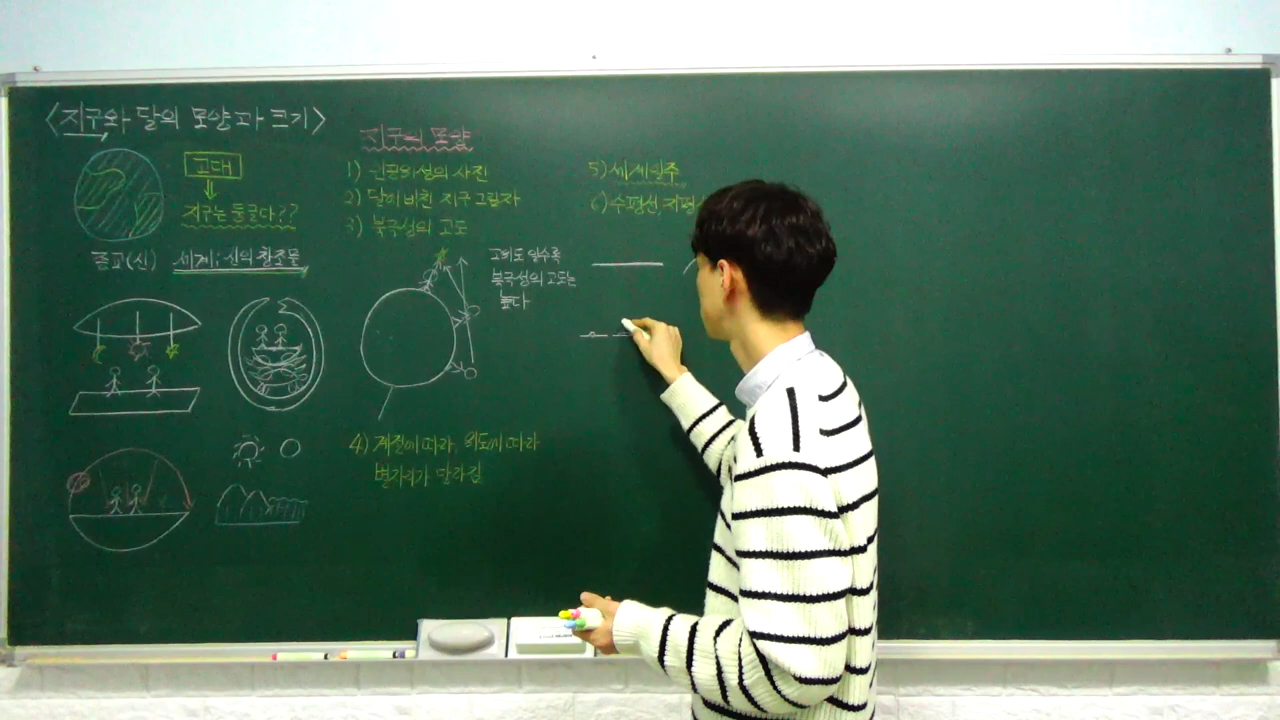 <지구와 달의 모양과 크기>
고대
지구는 둥글다??
종교(신) 세계: 신의 창조물
지구의 모양
1) 인공위성의 사진
2) 달에 비친 지구 그림자
3) 북극성의 고도
고위도 일수록
북극성의 고도는
높다
4) 계절에 따라, 위도에 따라
별자리가 달라짐
5) 세계일주
6) 수평선, 지평